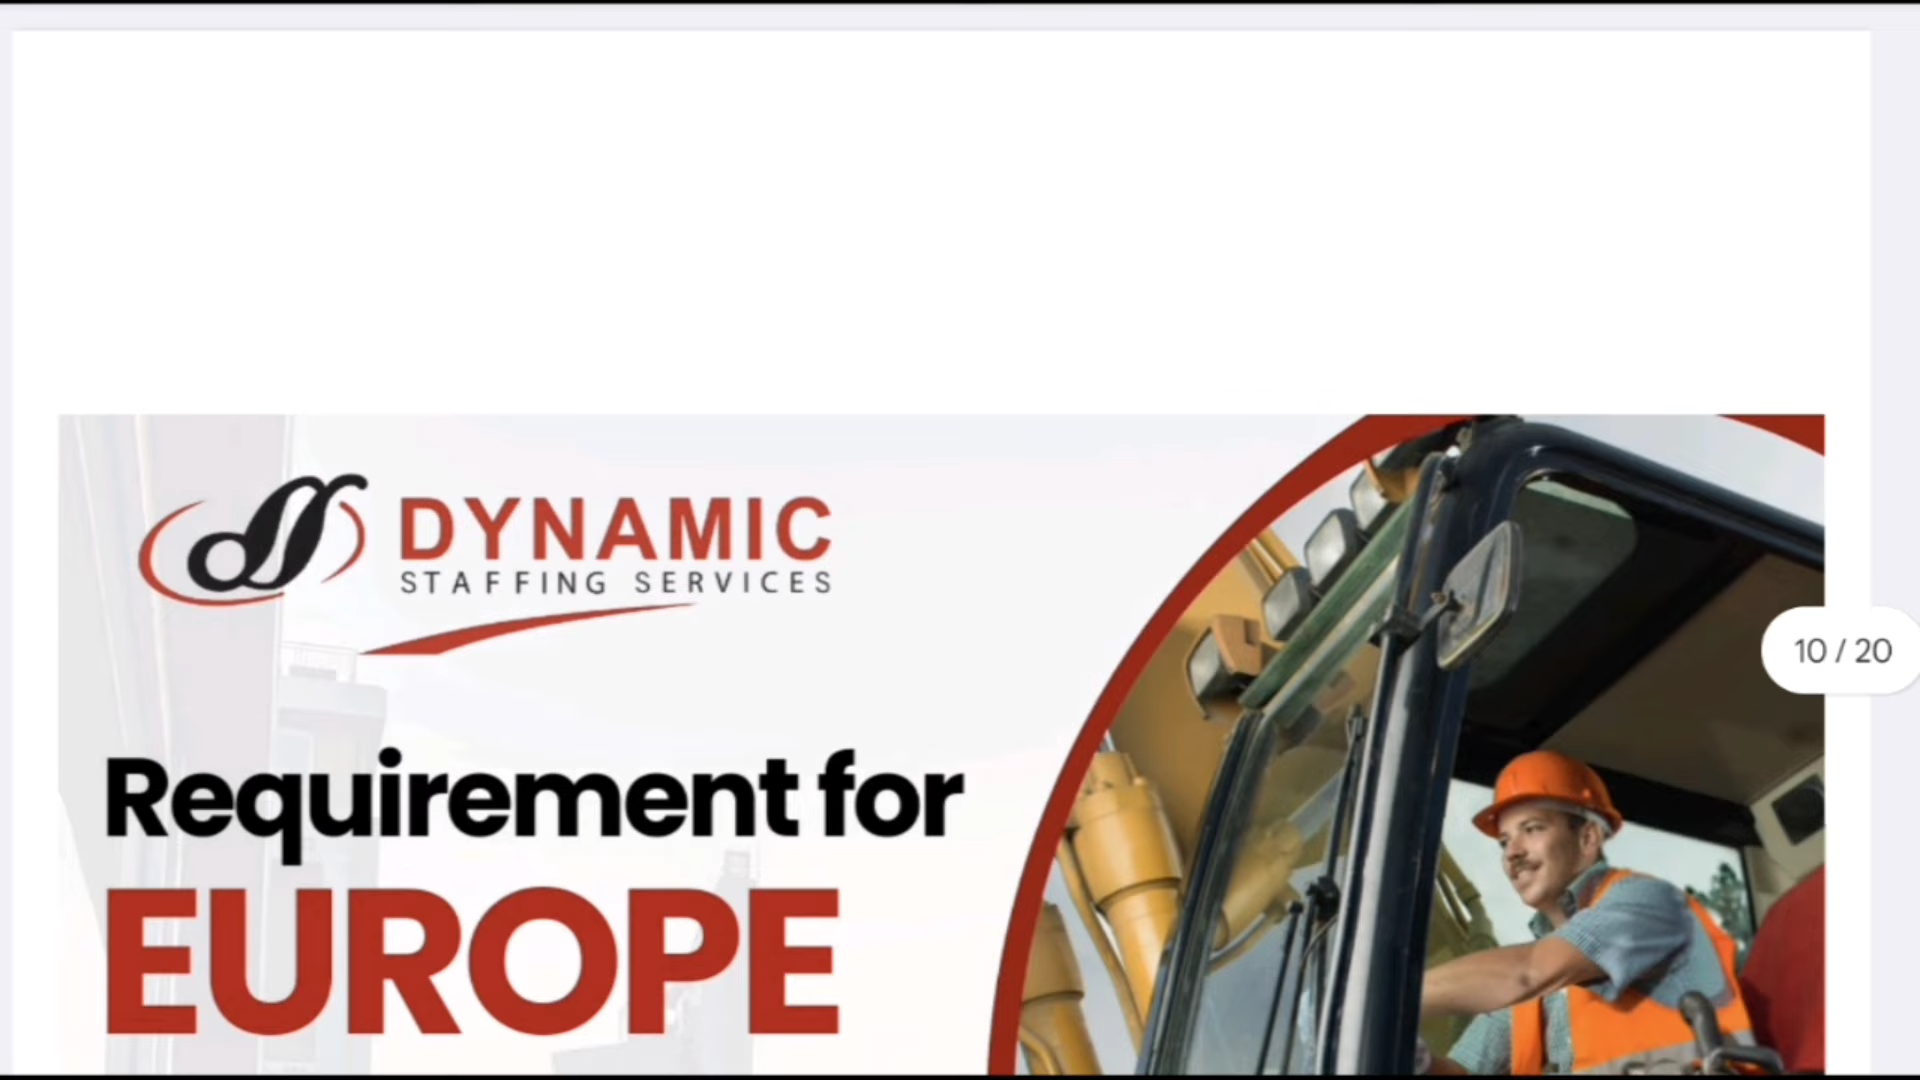 DYNAMIC
STAFFING SERVICES
10 / 20
Requirement for
EUROPE